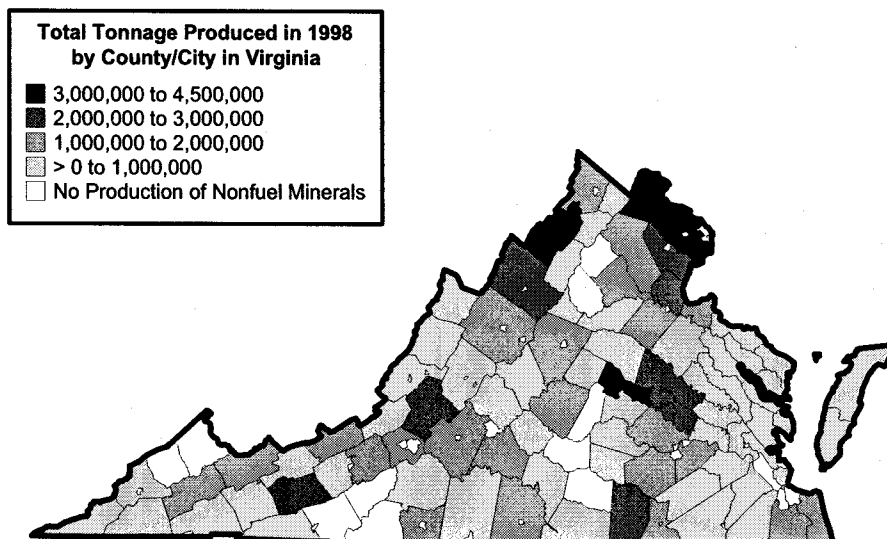 Total Tonnage Produced in 1998
by County/City in Virginia
3,000,000 to 4,500,000
2,000,000 to 3,000,000
1,000,000 to 2,000,000
> 0 to 1,000,000
No Production of Nonfuel Minerals